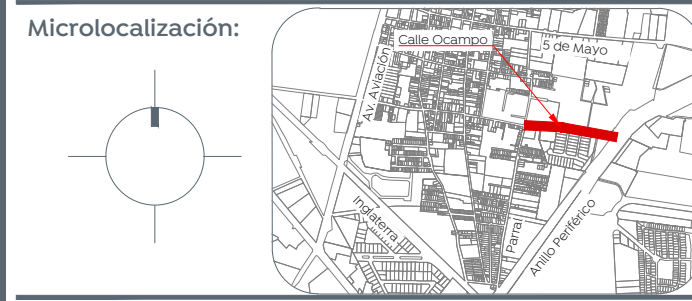 Microlocalización:
Calle Ocampo
5 de Mayo
Av. Aviación
Inglaterra
Parral
Anillo Periférico